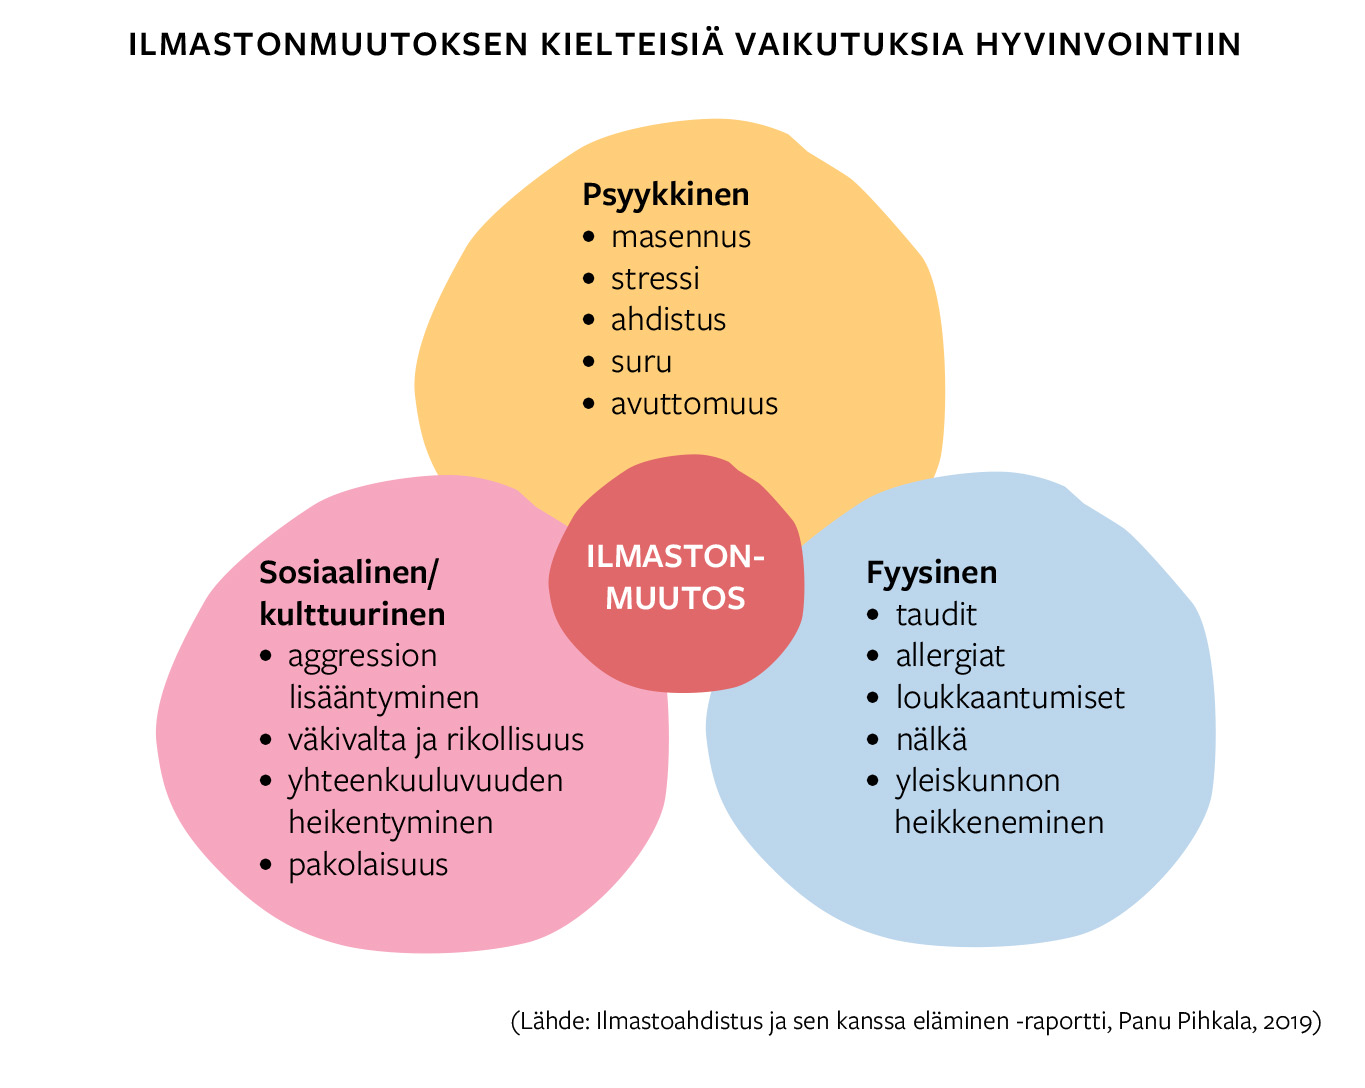 ILMASTONMUUTOKSEN KIELTEISIÄ VAIKUTUKSIA HYVINVOINTIIN
Psyykkinen
• masennus
• stressi
• ahdistus
• suru
• avuttomuus
ILMASTON-
MUUTOS
Sosiaalinen/
kulttuurinen
• aggression
lisääntyminen
• väkivalta ja rikollisuus
• yhteenkuuluvuuden
heikentyminen
• pakolaisuus
Fyysinen
• taudit
• allergiat
• loukkaantumiset
• nälkä
• yleiskunnon
heikkeneminen
(Lähde: Ilmastoahdistus ja sen kanssa eläminen -raportti, Panu Pihkala, 2019)